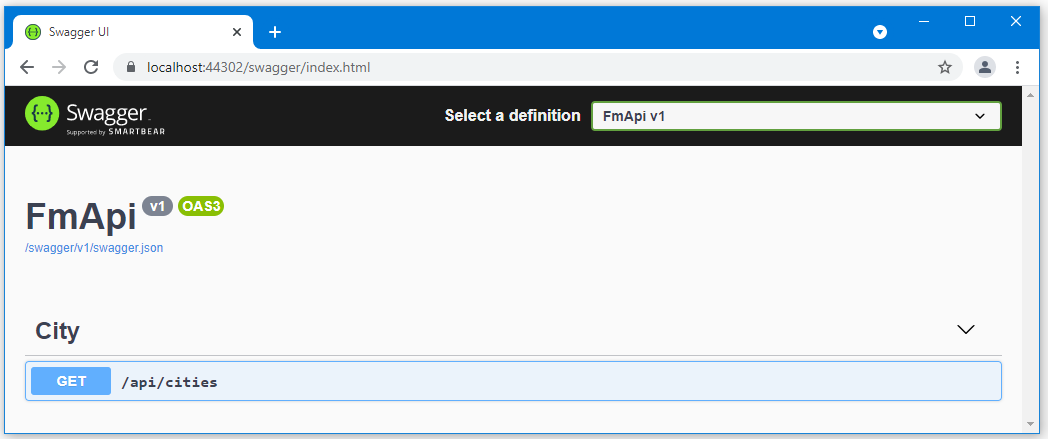 Swagger UI
localhost:44302/swagger/index.html
{···} Swagger.
Supported by SMARTBEAR
Select a definition
FmApi v1
FmApi v1 OAS3
/swagger/v1/swagger.json
City
GET /api/cities